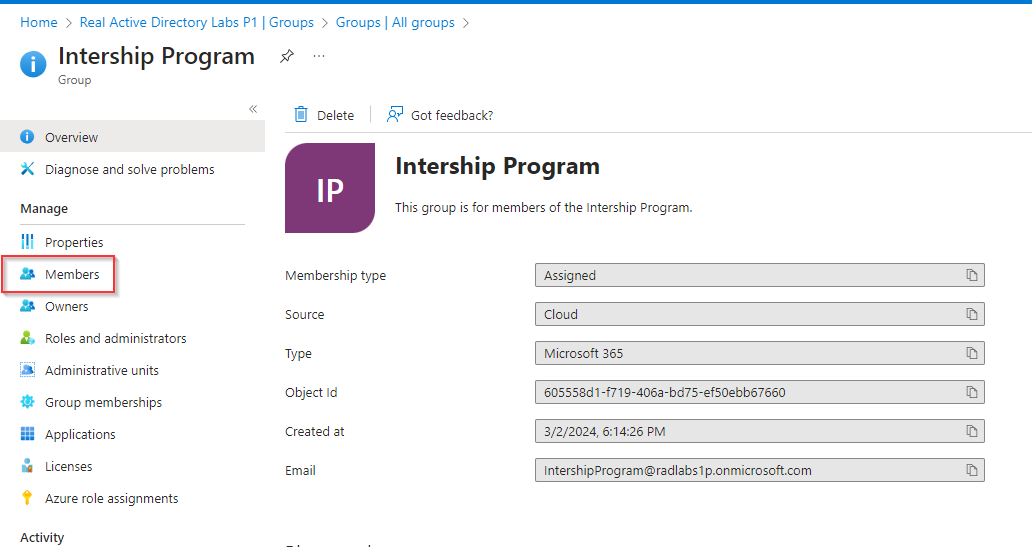 Home > Real Active Directory Labs P1 | Groups > Groups | All groups >
Intership Program
Group
Overview
Diagnose and solve problems
Manage
Properties
Members
Owners
Roles and administrators
Administrative units
Group memberships
Applications
Licenses
Azure role assignments
Activity
Delete
Got feedback?
IP
Intership Program
This group is for members of the Intership Program.
Membership type
Assigned
Source
Cloud
Type
Microsoft 365
Object Id
605558d1-f719-406a-bd75-ef50ebb67660
Created at
3/2/2024, 6:14:26 PM
Email
IntershipProgram@radlabs1p.onmicrosoft.com